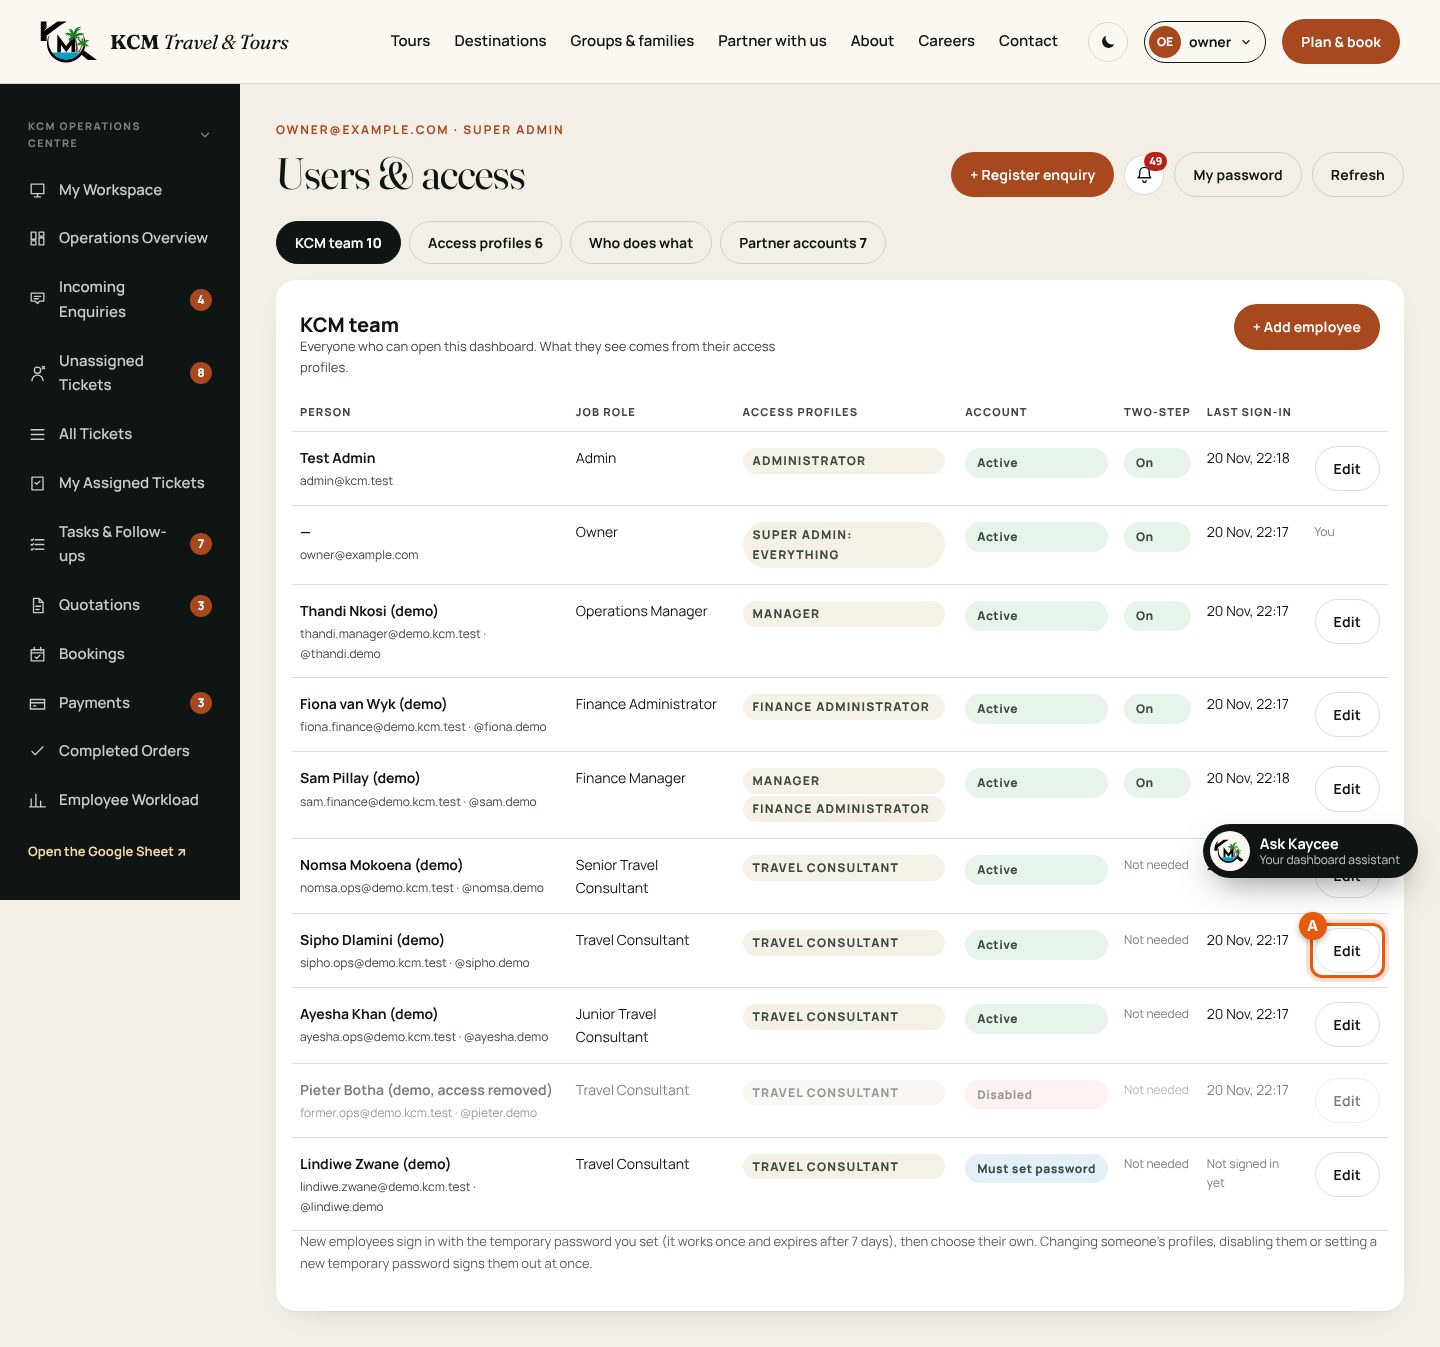 KCM Travel & Tours
Tours
Destinations
Groups & families
Partner with us
About
Careers
Contact
OE
owner
Plan & book
KCM OPERATIONS
CENTRE
My Workspace
Operations Overview
Incoming
Enquiries
4
Unassigned
Tickets
8
All Tickets
My Assigned Tickets
Tasks & Follow-
ups
7
Quotations
3
Bookings
Payments
3
Completed Orders
Employee Workload
Open the Google Sheet ↗
OWNER@EXAMPLE.COM · SUPER ADMIN
Users & access
+ Register enquiry
49
My password
Refresh
KCM team 10
Access profiles 6
Who does what
Partner accounts 7
KCM team
Everyone who can open this dashboard. What they see comes from their access
profiles.
+ Add employee
PERSON JOB ROLE ACCESS PROFILES ACCOUNT TWO-STEP LAST SIGN-IN
Test Admin Admin ADMINISTRATOR Active On 20 Nov, 22:18 Edit
admin@kcm.test
— Owner SUPER ADMIN: Active On 20 Nov, 22:17 You
owner@example.com EVERYTHING
Thandi Nkosi (demo) Operations Manager MANAGER Active On 20 Nov, 22:17 Edit
thandi.manager@demo.kcm.test ·
@thandi.demo
Fiona van Wyk (demo) Finance Administrator FINANCE ADMINISTRATOR Active On 20 Nov, 22:17 Edit
fiona.finance@demo.kcm.test · @fiona.demo
Sam Pillay (demo) Finance Manager MANAGER Active On 20 Nov, 22:18 Edit
sam.finance@demo.kcm.test · @sam.demo FINANCE ADMINISTRATOR
Nomsa Mokoena (demo) Senior Travel TRAVEL CONSULTANT Active Not needed
nomsa.ops@demo.kcm.test · @nomsa.demo Consultant
Ask Kaycee
Your dashboard assistant
A
Sipho Dlamini (demo) Travel Consultant TRAVEL CONSULTANT Active Not needed 20 Nov, 22:17 Edit
sipho.ops@demo.kcm.test · @sipho.demo
Ayesha Khan (demo) Junior Travel TRAVEL CONSULTANT Active Not needed 20 Nov, 22:17 Edit
ayesha.ops@demo.kcm.test · @ayesha.demo Consultant
Pieter Botha (demo, access removed) Travel Consultant TRAVEL CONSULTANT Disabled Not needed 20 Nov, 22:17 Edit
former.ops@demo.kcm.test · @pieter.demo
Lindiwe Zwane (demo) Travel Consultant TRAVEL CONSULTANT Must set password Not needed Not signed in Edit
lindiwe.zwane@demo.kcm.test · yet
@lindiwe.demo
New employees sign in with the temporary password you set (it works once and expires after 7 days), then choose their own. Changing someone's profiles, disabling them or setting a
new temporary password signs them out at once.